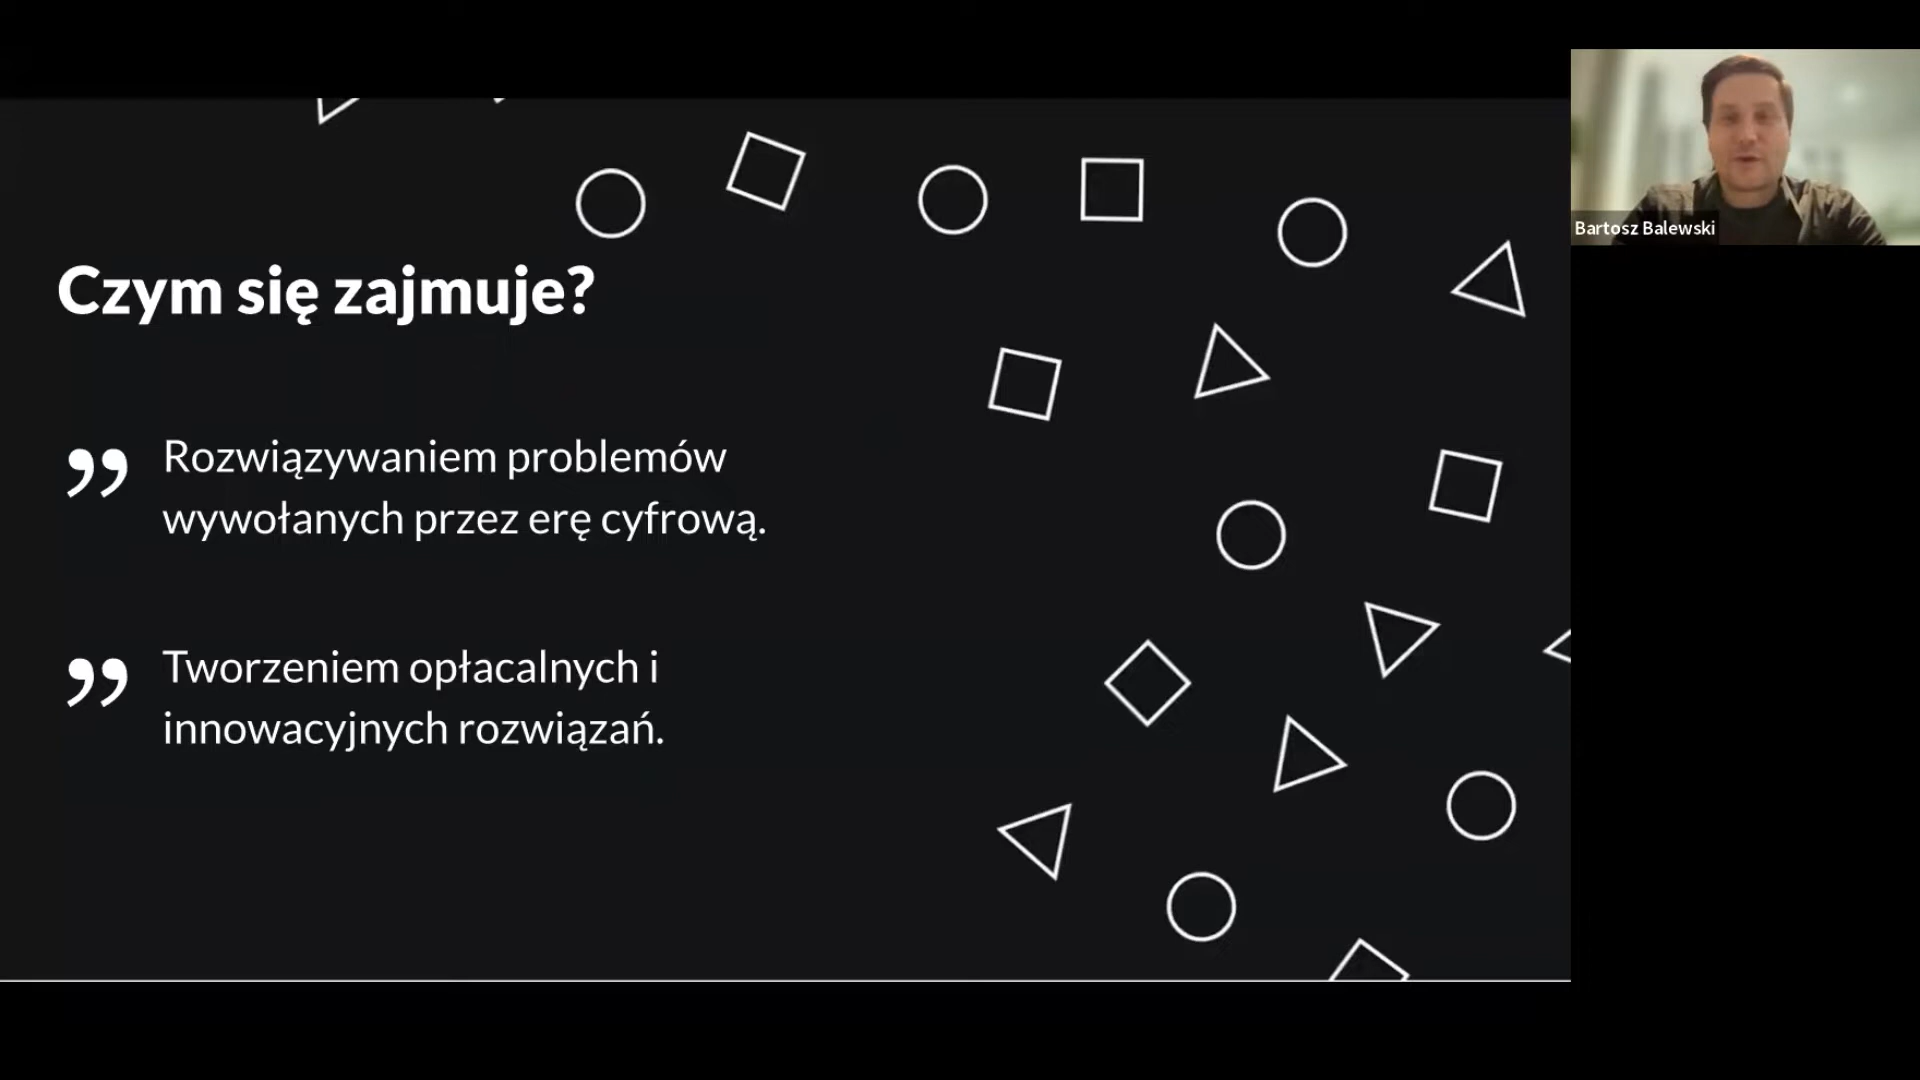 Czym się zajmuje?
” Rozwiązywaniem problemów
wywołanych przez erę cyfrową.
” Tworzeniem opłacalnych i
innowacyjnych rozwiązań.
Bartosz Balewski